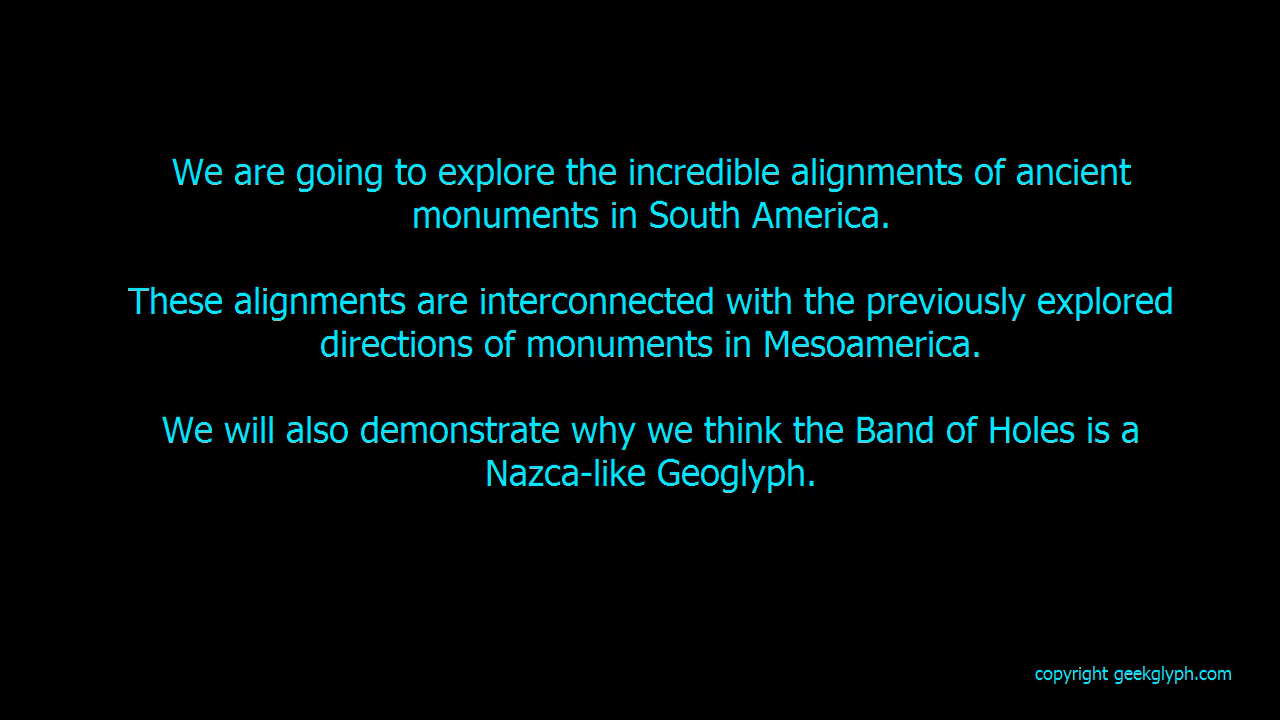 We are going to explore the incredible alignments of ancient
monuments in South America.
These alignments are interconnected with the previously explored
directions of monuments in Mesoamerica.
We will also demonstrate why we think the Band of Holes is a
Nazca-like Geoglyph.
copyright geekglyph.com